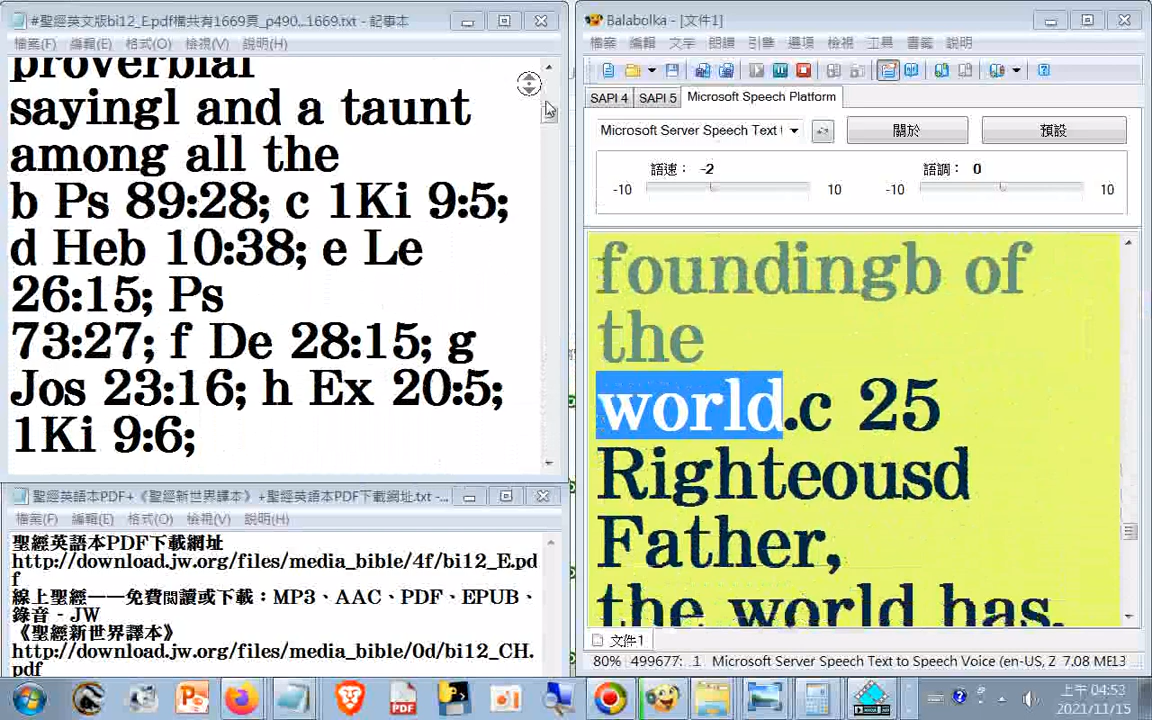 #聖經英文版bi12_E.pdf檔共有1669頁_p490,..1669.txt - 記事本
檔案(F) 編輯(E) 格式(O) 檢視(V) 說明(H)
proverbial
sayingl and a taunt
among all the
b Ps 89:28; c 1Ki 9:5;
d Heb 10:38; e Le
26:15; Ps
73:27; f De 28:15; g
Jos 23:16; h Ex 20:5;
1Ki 9:6;
聖經英語本PDF+《聖經新世界譯本》+聖經英語本PDF下載網址.txt -...
檔案(F) 編輯(E) 格式(O) 檢視(V) 說明(H)
聖經英語本PDF下載網址
http://download.jw.org/files/media_bible/4f/bi12_E.pd
f
線上聖經——免費閱讀或下載：MP3、AAC、PDF、EPUB、
錄音 - JW
《聖經新世界譯本》
http://download.jw.org/files/media_bible/0d/bi12_CH.
pdf
Balabolka - [文件1]
檔案 編輯 文字 朗讀 引擎 選項 檢視 工具 書籤 說明
SAPI 4 SAPI 5 Microsoft Speech Platform
Microsoft Server Speech Text t 關於 預設
語速： -2 語調： 0
-10 10 -10 10
foundingb of
the
world.c 25
Righteousd
Father,
the world has
文件1
80% 499677: 1 Microsoft Server Speech Text to Speech Voice (en-US, Z 7.08 ME13
PDF
上午 04:53
2021/11/15